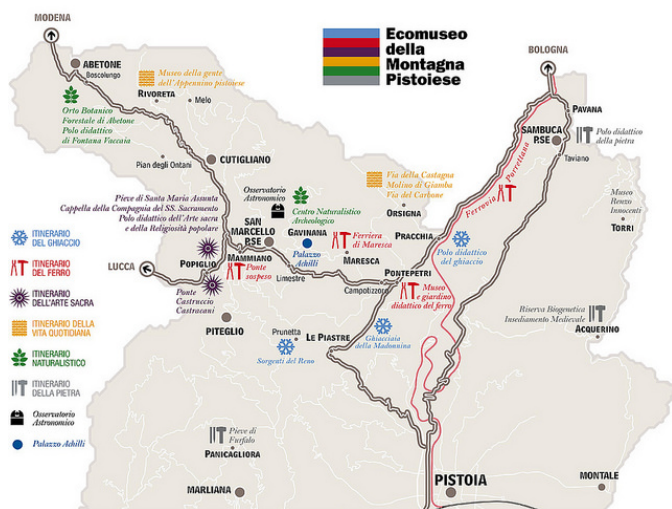 MODENA
Ecomuseo
della
Montagna
Pistoiese
BOLOGNA
ABETONE
Boscolungo
Museo della gente
dell'Appennino pistoiese
RIVORETA
Melo
Orto Botanico
Forestale di Abetone
Polo didattico
di Fontana Vaccaia
PAVANA
SAMBUCA
P.SE
Polo didattico
della pietra
Taviano
Pian degli Ontani
CUTIGLIANO
Via della Castagna
Molino di Giamba
Via del Carbone
ORSIGNA
Ferrovia Porrettana
Museo
Renzo
Innocenti
TORRI
Pieve di Santa Maria Assunta
Cappella della Compagnia del SS. Sacramento
Polo didattico dell'Arte sacra
e della Religiosità popolare
Osservatorio
Astronomico
Centro Naturalistico
Archeologico
SAN
MARCELLO
P.SE
GAVINANA
Palazzo
Achilli
Ferriera
di Maresca
MARESCA
PRACCHIA
Polo didattico
del ghiaccio
ITINERARIO
DEL GHIACCIO
ITINERARIO
DEL FERRO
ITINERARIO
DELL'ARTE SACRA
ITINERARIO DELLA
VITA QUOTIDIANA
ITINERARIO
NATURALISTICO
ITINERARIO
DELLA PIETRA
Osservatorio
Astronomico
Palazzo Achilli
LUCCA
POPIGLIO
MAMMIANO
Ponte
sospeso
Limestre
Campotizzoro
PONTEPETRI
Museo
e giardino
didattico del ferro
Ponte
Castruccio
Castracani
PITEGLIO
Prunetta
LE PIASTRE
Ghiacciaia
della Madonnina
Sorgenti del Reno
Riserva Biogenetica
Insediamento Medievale
ACQUERINO
Pieve di
Furfalo
PANICAGLIORA
MARLIANA
PISTOIA
MONTALE